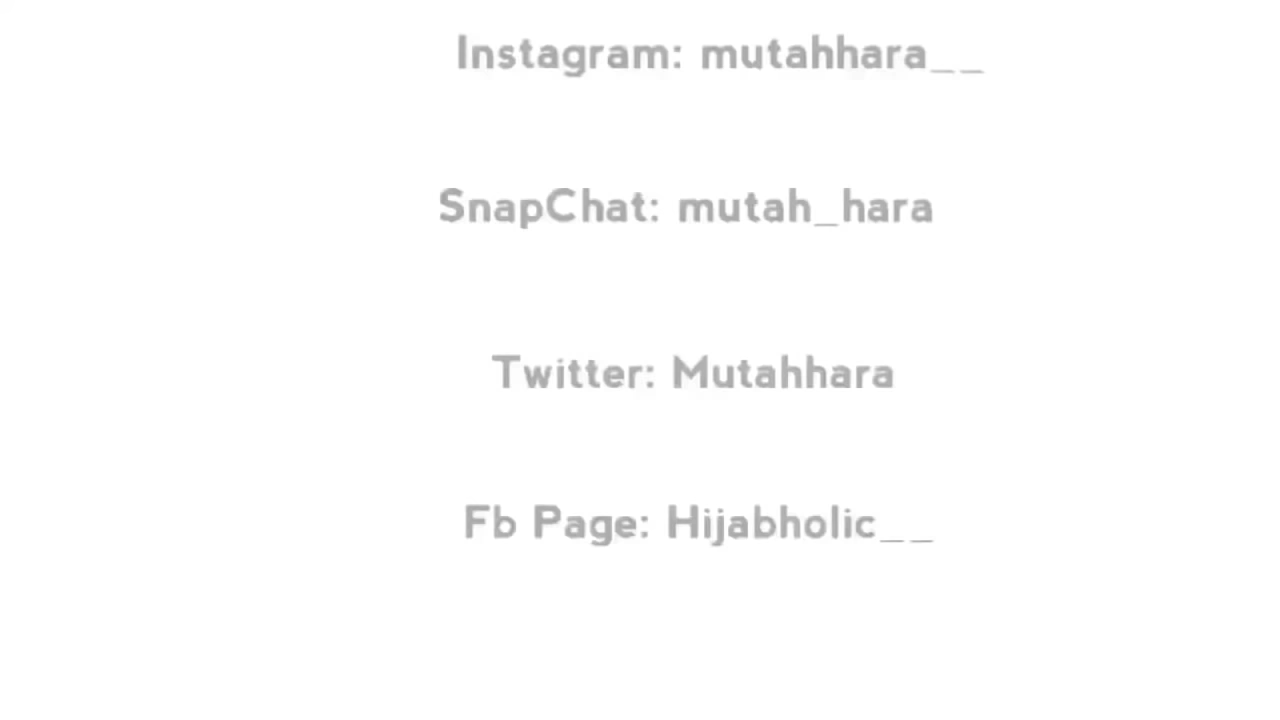 Instagram: mutahhara__
SnapChat: mutah_hara
Twitter: Mutahhara
Fb Page: Hijabholic__